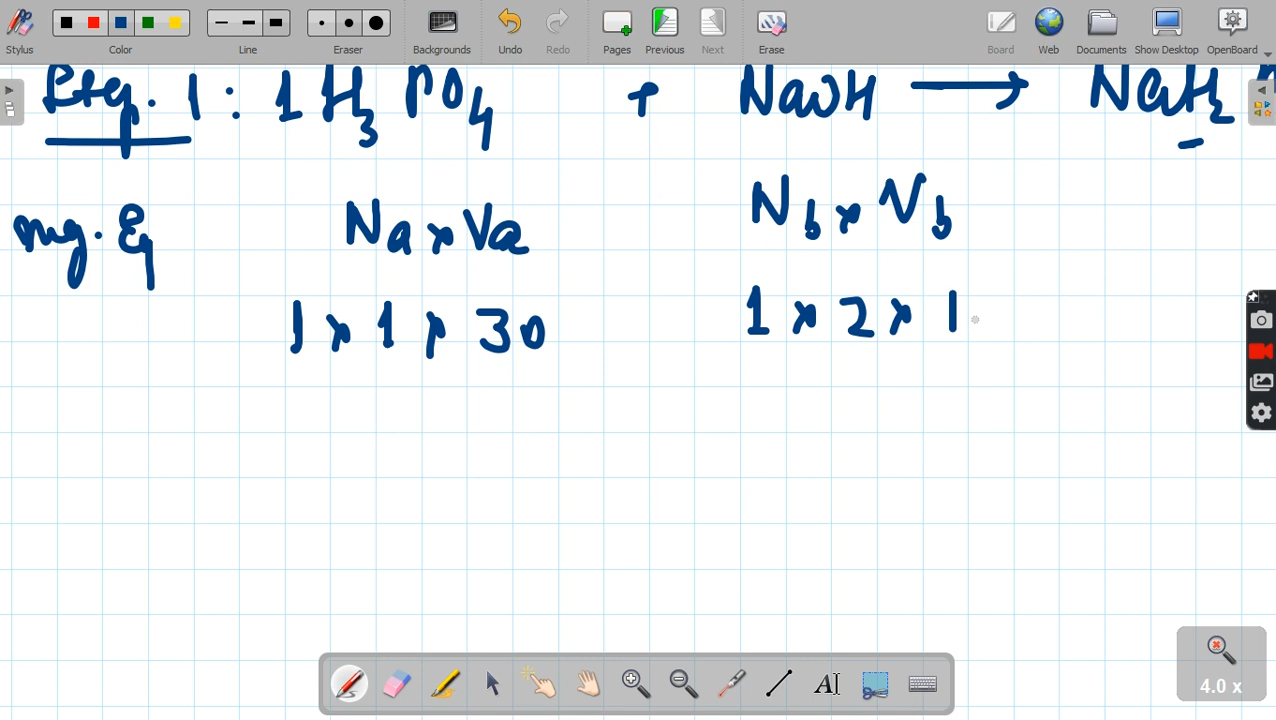 Stylus Color Line Eraser Backgrounds Undo Redo Pages Previous Next Erase Board Web Documents Show Desktop OpenBoard
Step. 1 : 1 H3 PO4 + NaOH → NaH2
mg. Eq Na x Va Nb x Vb
1 x 1 x 30 1 x 2 x 1
4.0 x